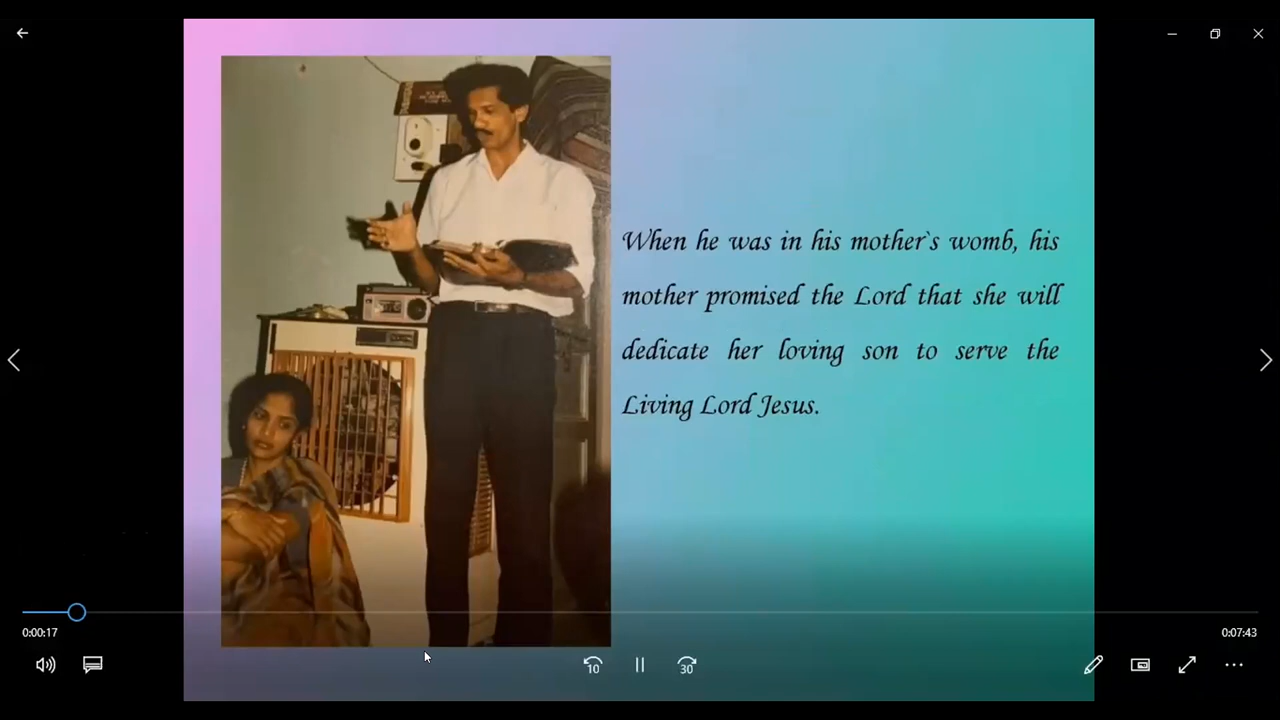 When he was in his mother`s womb, his
mother promised the Lord that she will
dedicate her loving son to serve the
Living Lord Jesus.
0:00:17
0:07:43
10
30